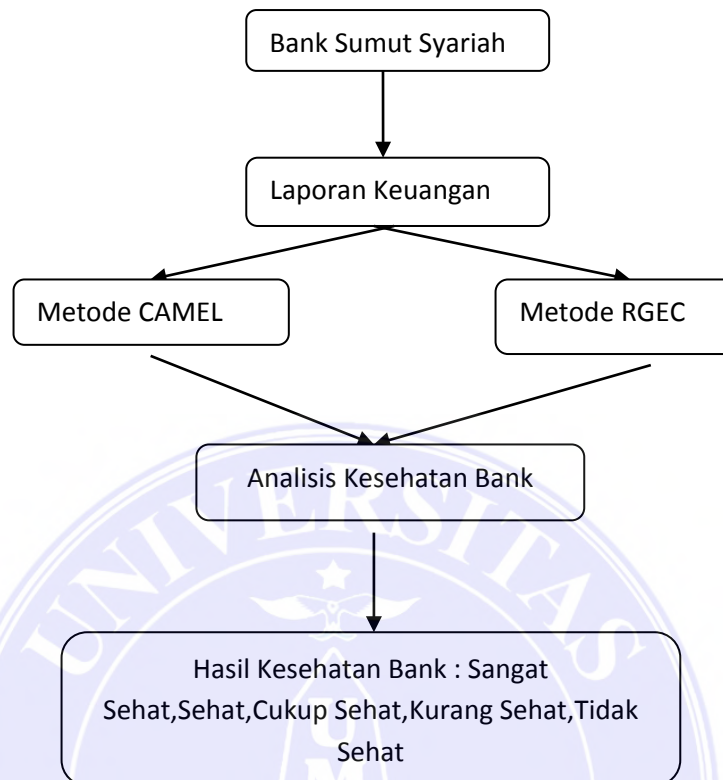 Bank Sumut Syariah
Laporan Keuangan
Metode CAMEL
Metode RGEC
Analisis Kesehatan Bank
Hasil Kesehatan Bank : Sangat
Sehat,Sehat,Cukup Sehat,Kurang Sehat,Tidak
Sehat
UNIVERSITAS